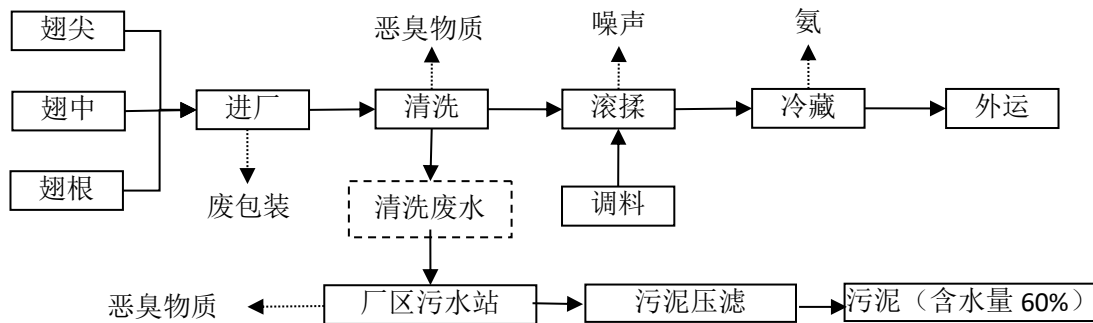 翅尖
恶臭物质
噪声
氨
翅中
进厂
清洗
滚揉
冷藏
外运
翅根
废包装
清洗废水
调料
恶臭物质
厂区污水站
污泥压滤
污泥（含水量 60%）